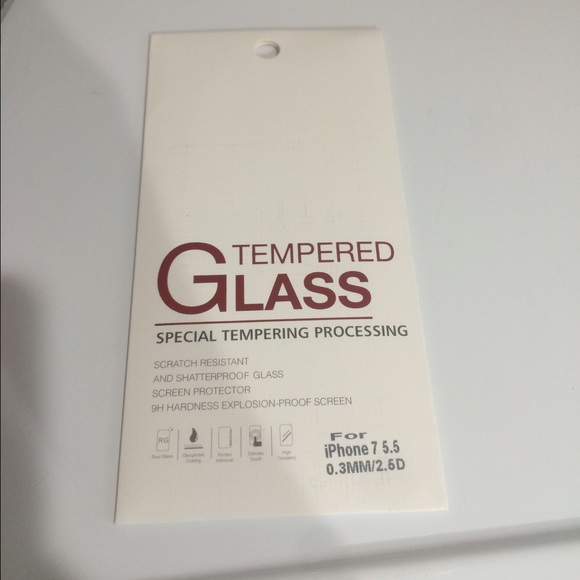 TEMPERED
GLASS
SPECIAL TEMPERING PROCESSING
SCRATCH RESISTANT
AND SHATTERPROOF GLASS
SCREEN PROTECTOR
9H HARDNESS EXPLOSION-PROOF SCREEN
RG
For
iPhone 7 5.5
0.3MM/2.5D